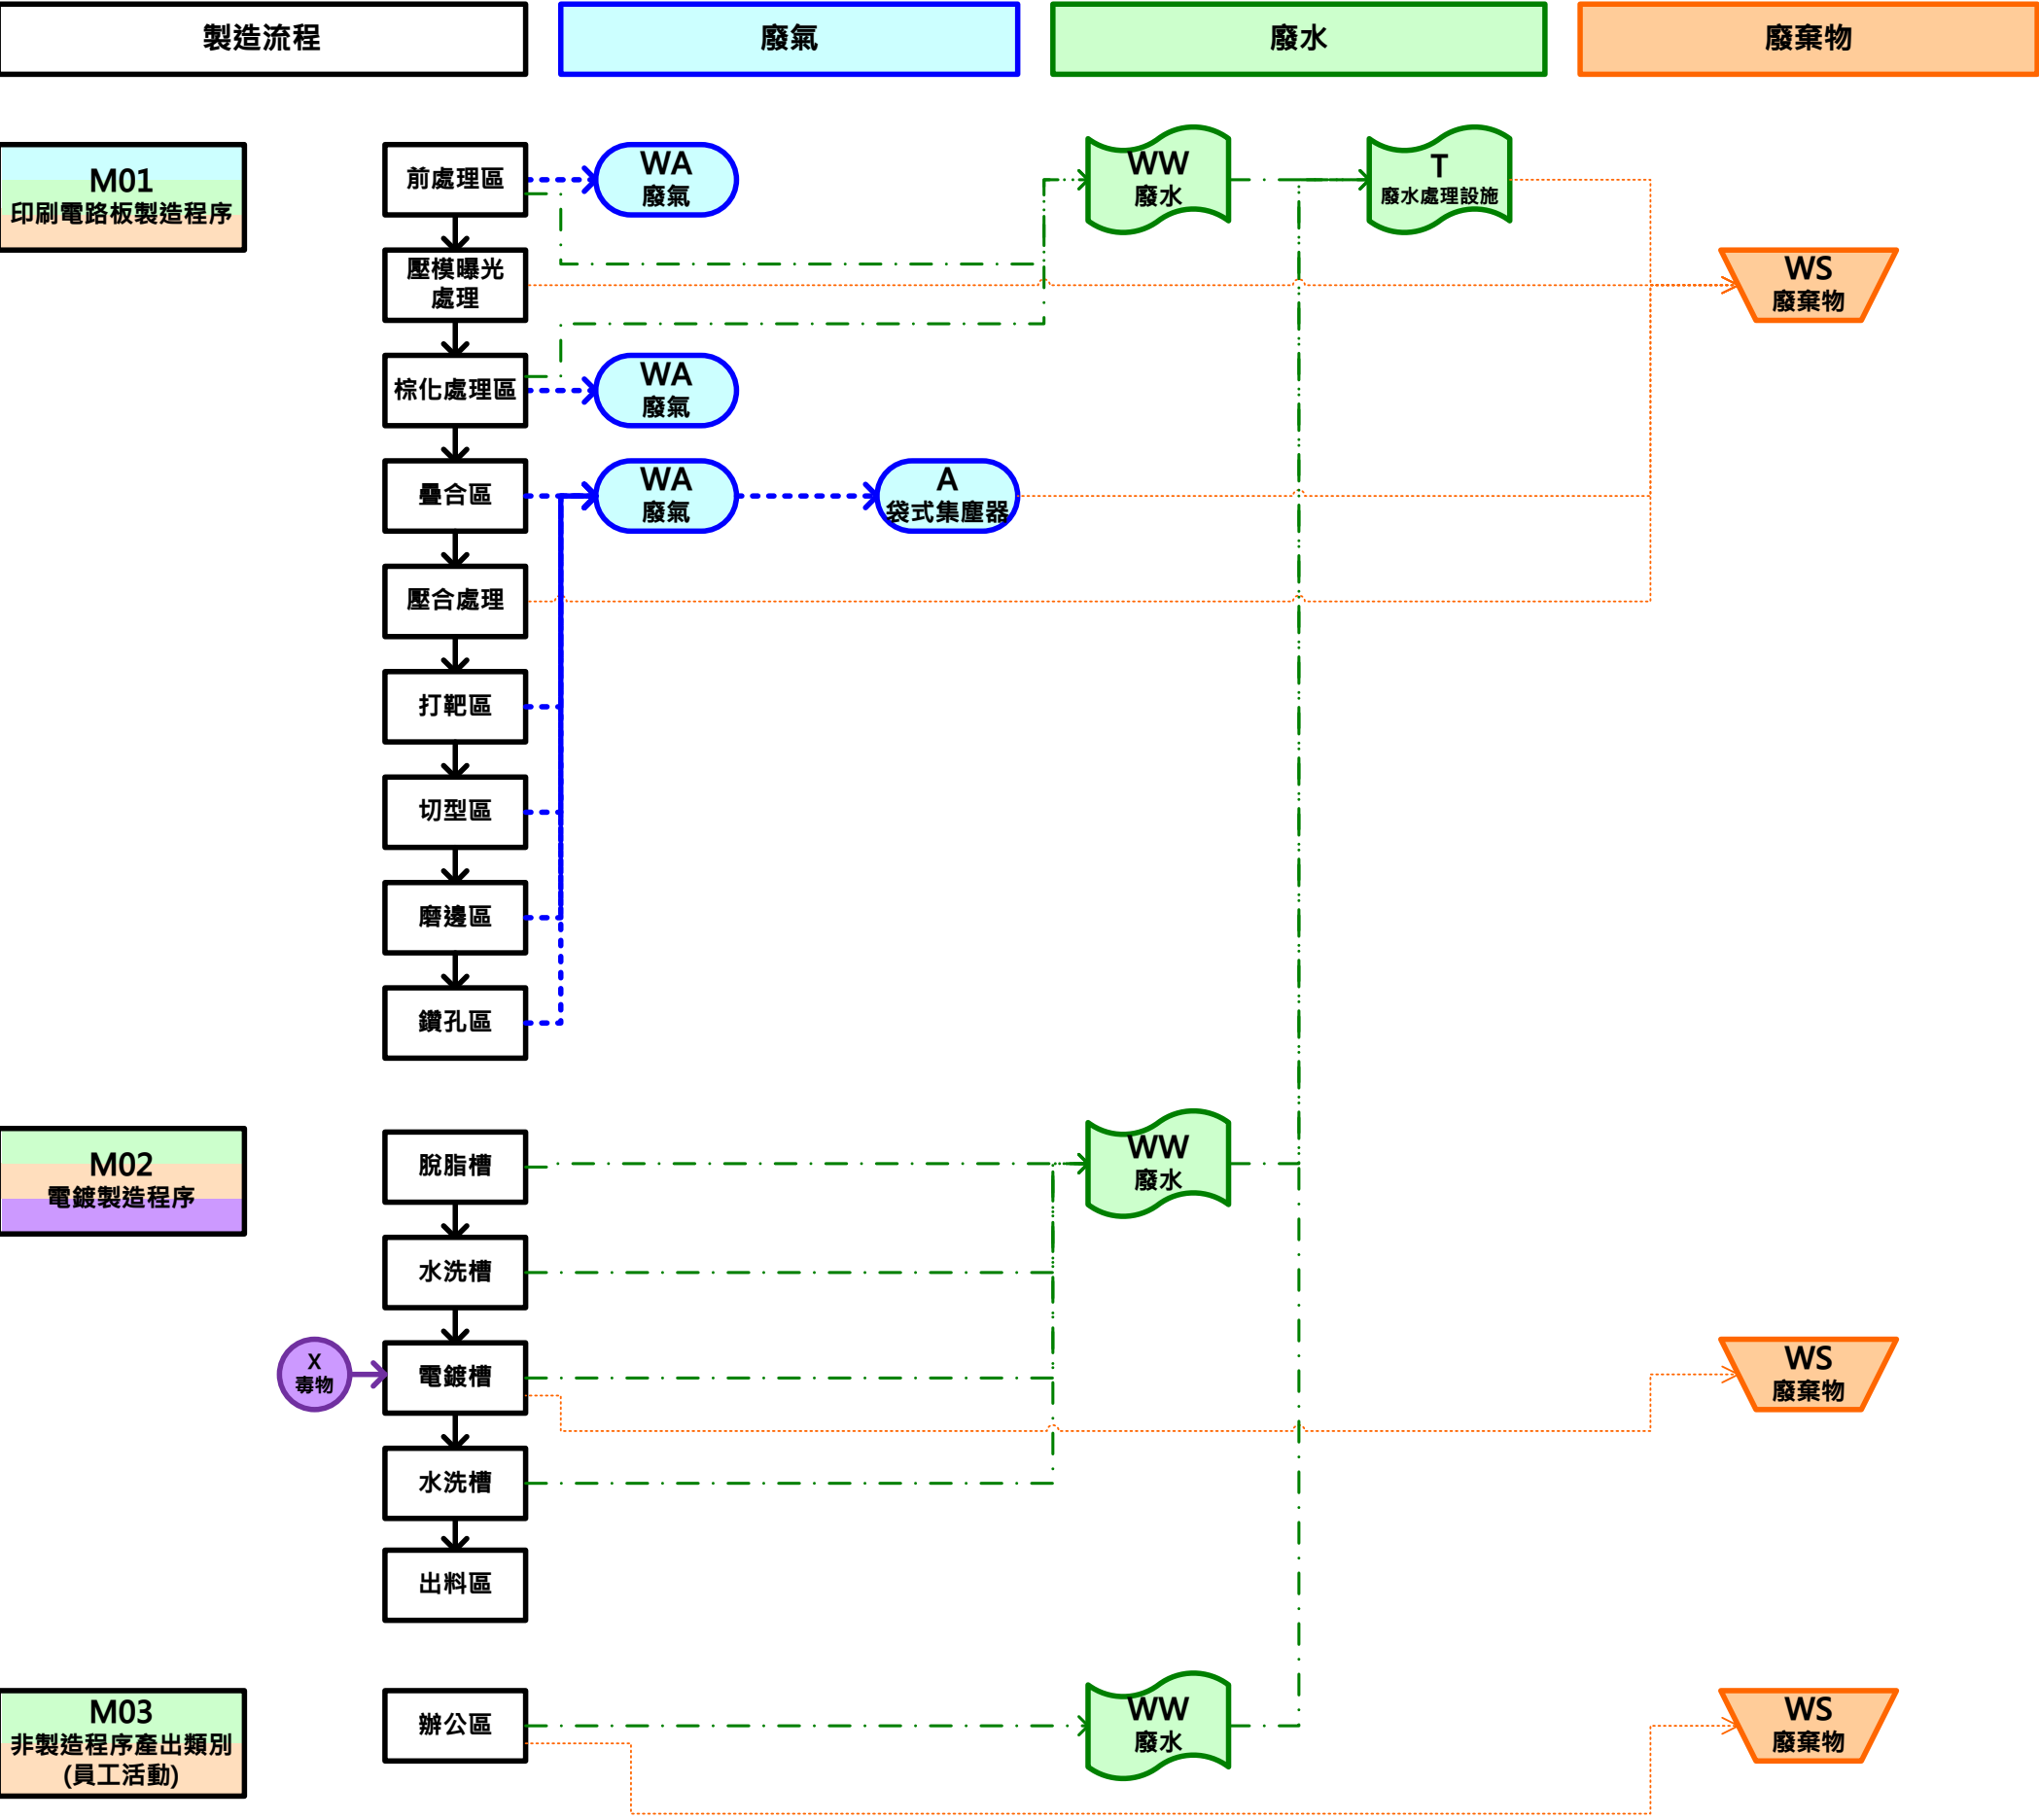 製造流程
廢氣
廢水
廢棄物
M01
印刷電路板製造程序
前處理區
WA
廢氣
WW
廢水
T
廢水處理設施
壓模曝光
處理
WS
廢棄物
棕化處理區
WA
廢氣
疊合區
WA
廢氣
A
袋式集塵器
壓合處理
打靶區
切型區
磨邊區
鑽孔區
M02
電鍍製造程序
脫脂槽
WW
廢水
水洗槽
X
毒物
電鍍槽
WS
廢棄物
水洗槽
出料區
M03
非製造程序產出類別
(員工活動)
辦公區
WW
廢水
WS
廢棄物